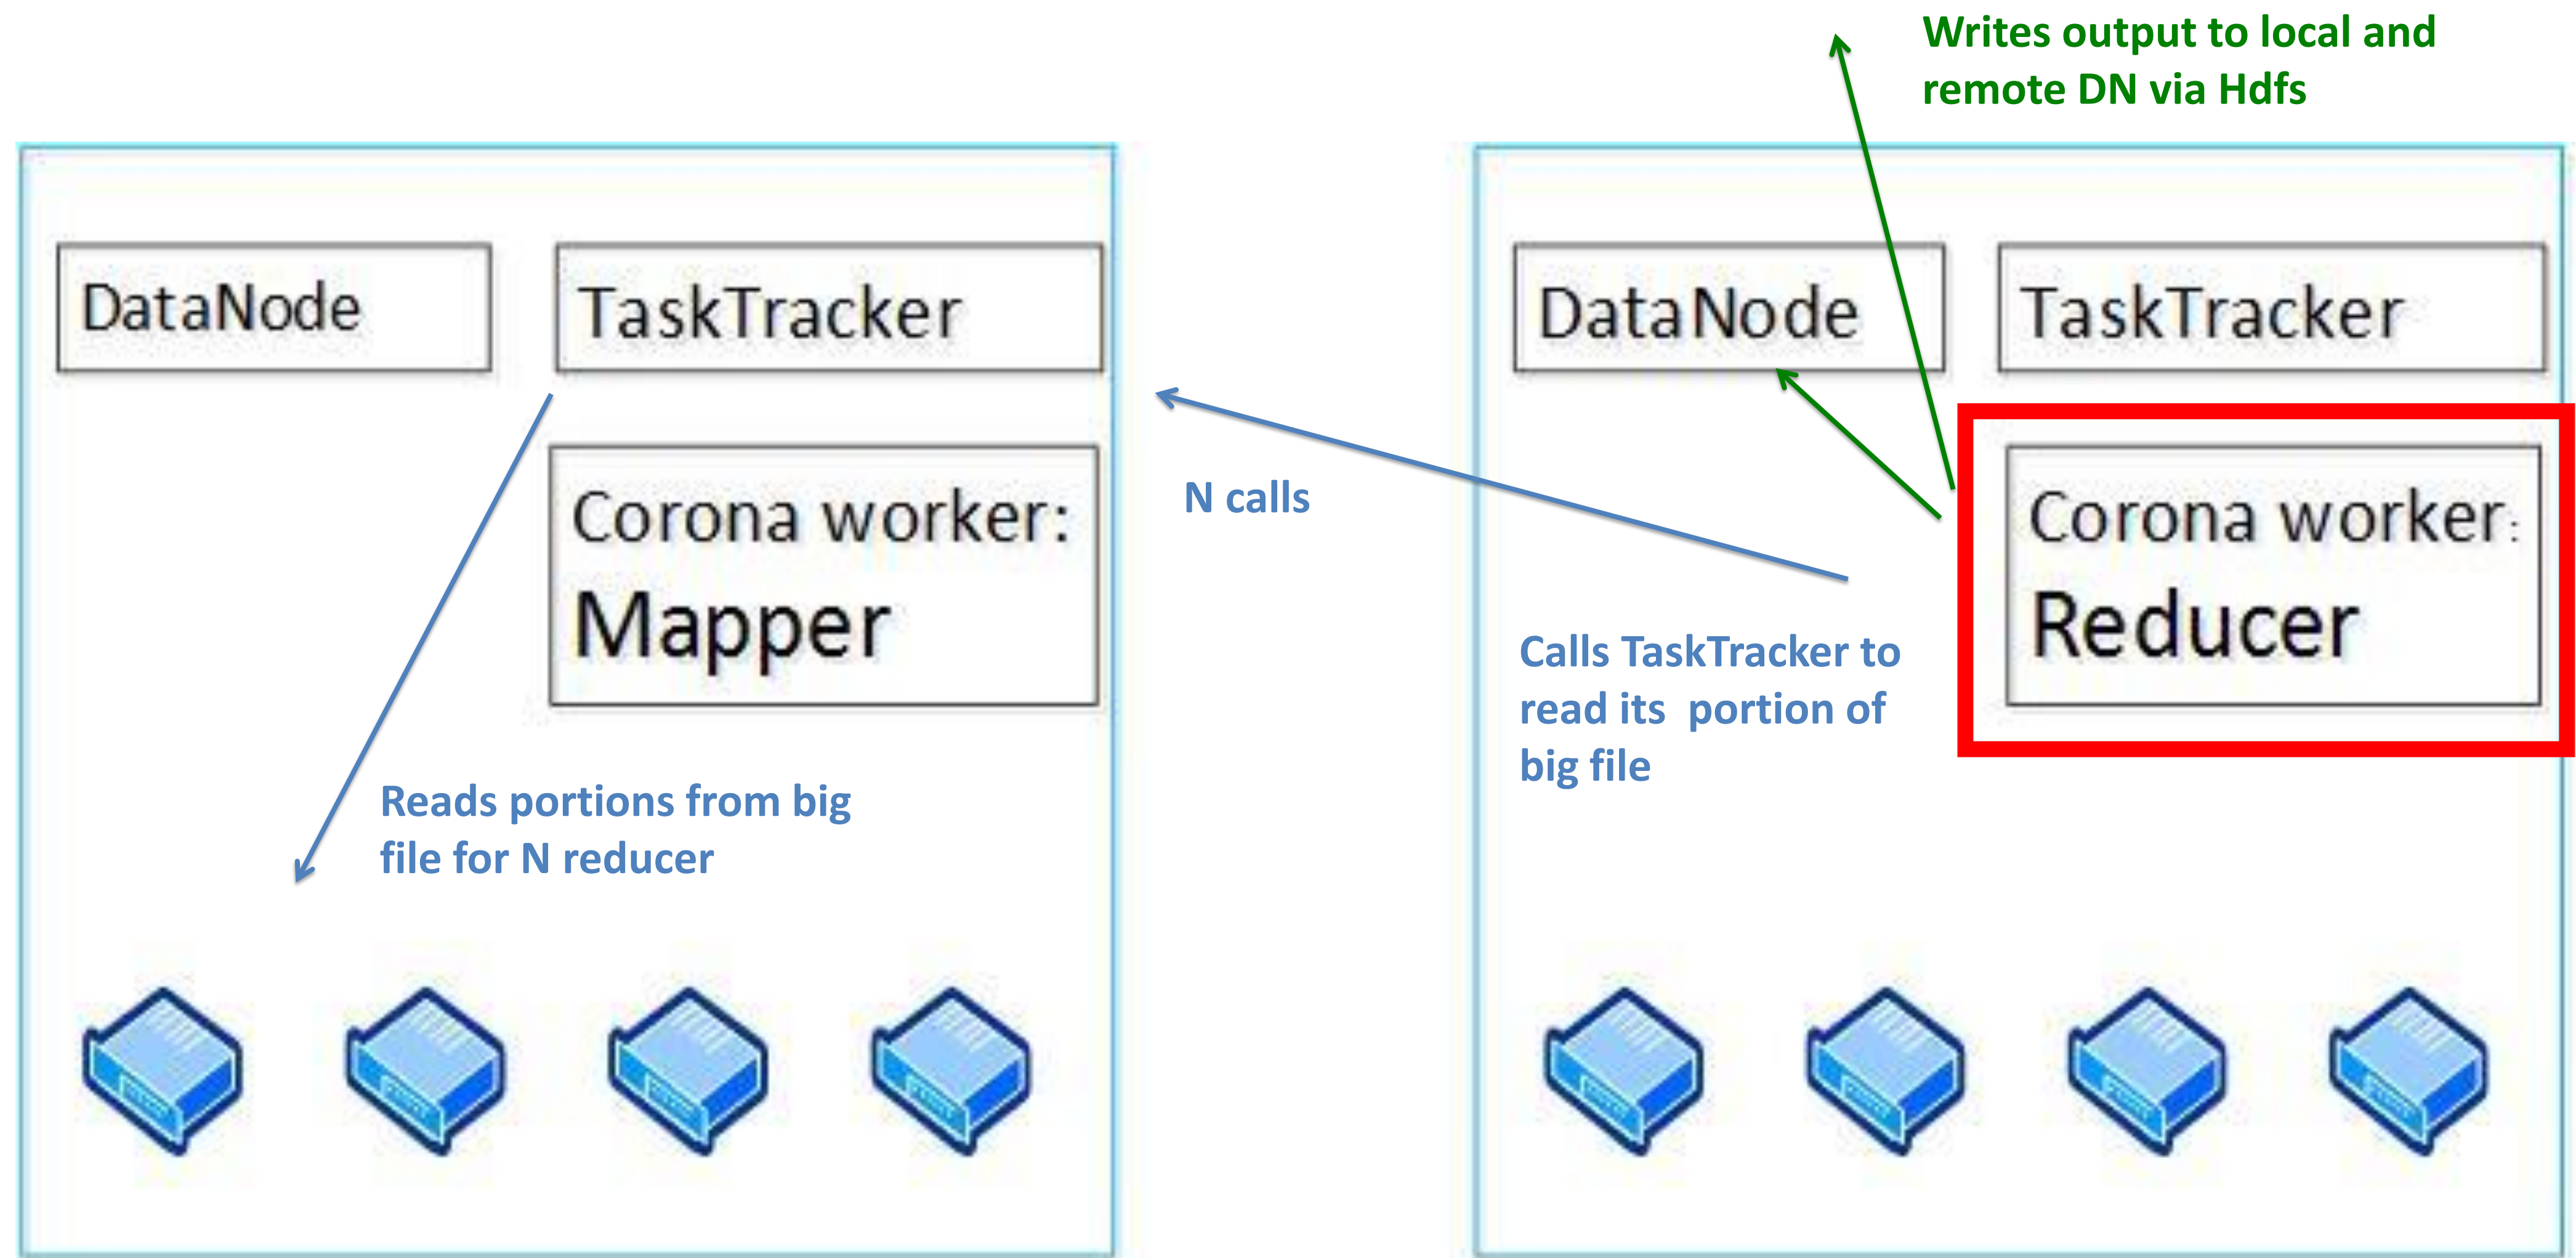 Writes output to local and
remote DN via Hdfs
DataNode
TaskTracker
Corona worker:
Mapper
Reads portions from big
file for N reducer
N calls
DataNode
TaskTracker
Corona worker:
Reducer
Calls TaskTracker to
read its  portion of
big file